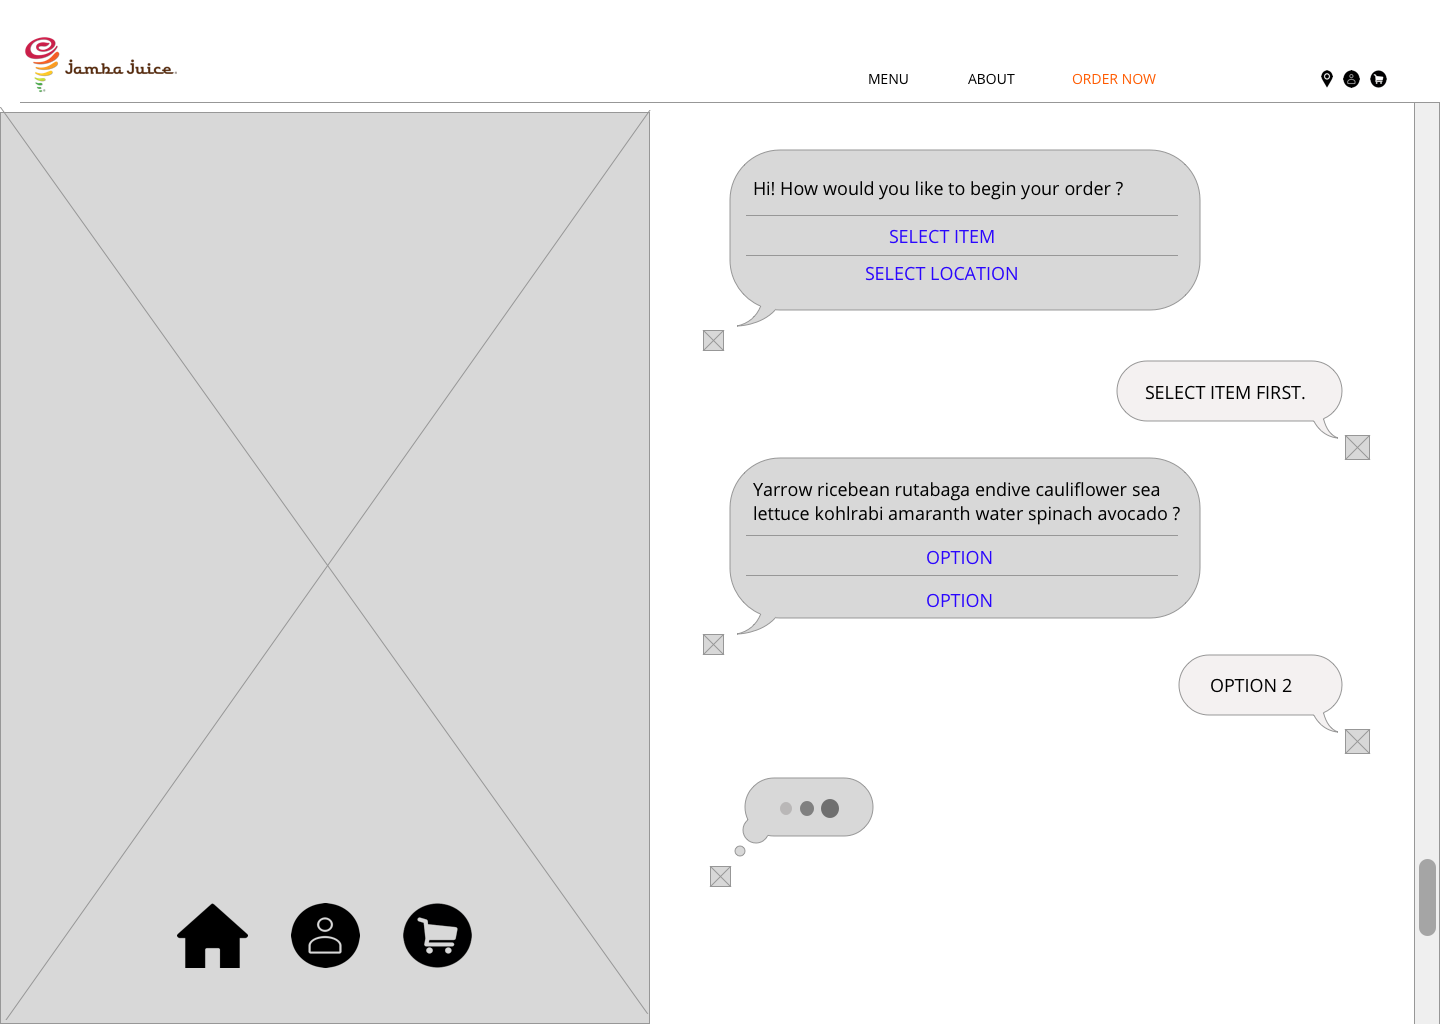 Jamba Juice
MENU
ABOUT
ORDER NOW
Hi! How would you like to begin your order ?
SELECT ITEM
SELECT LOCATION
SELECT ITEM FIRST.
Yarrow ricebean rutabaga endive cauliflower sea
lettuce kohlrabi amaranth water spinach avocado ?
OPTION
OPTION
OPTION 2